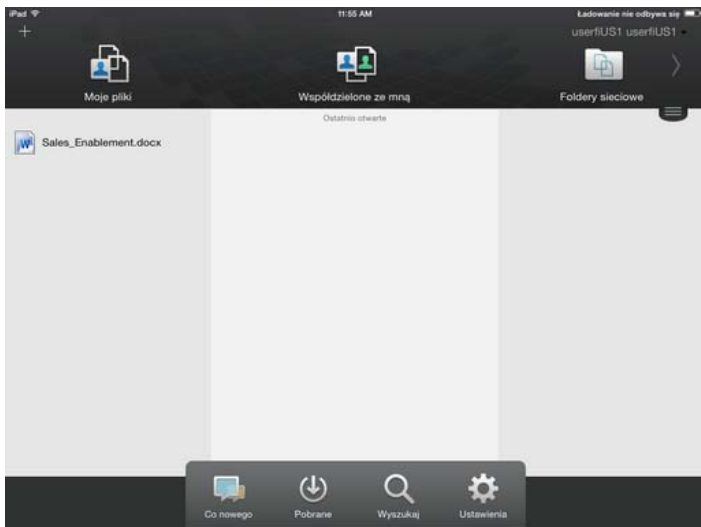 iPad 11:55 AM Ładowanie nie odbywa się
userfiUS1 userfiUS1
Moje pliki Współdzielone ze mną Foldery sieciowe
Ostatnio otwarte
Sales_Enablement.docx
Co nowego Pobrane Wyszukaj Ustawienia